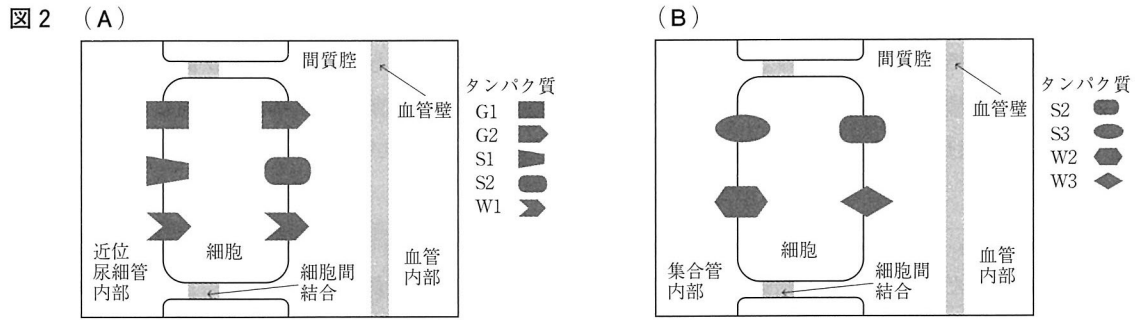 図2 (A)
間質腔
血管壁
近位
尿細管
内部
細胞
細胞間
結合
血管
内部
タンパク質
G1
G2
S1
S2
W1
(B)
間質腔
血管壁
集合管
内部
細胞
細胞間
結合
血管
内部
タンパク質
S2
S3
W2
W3